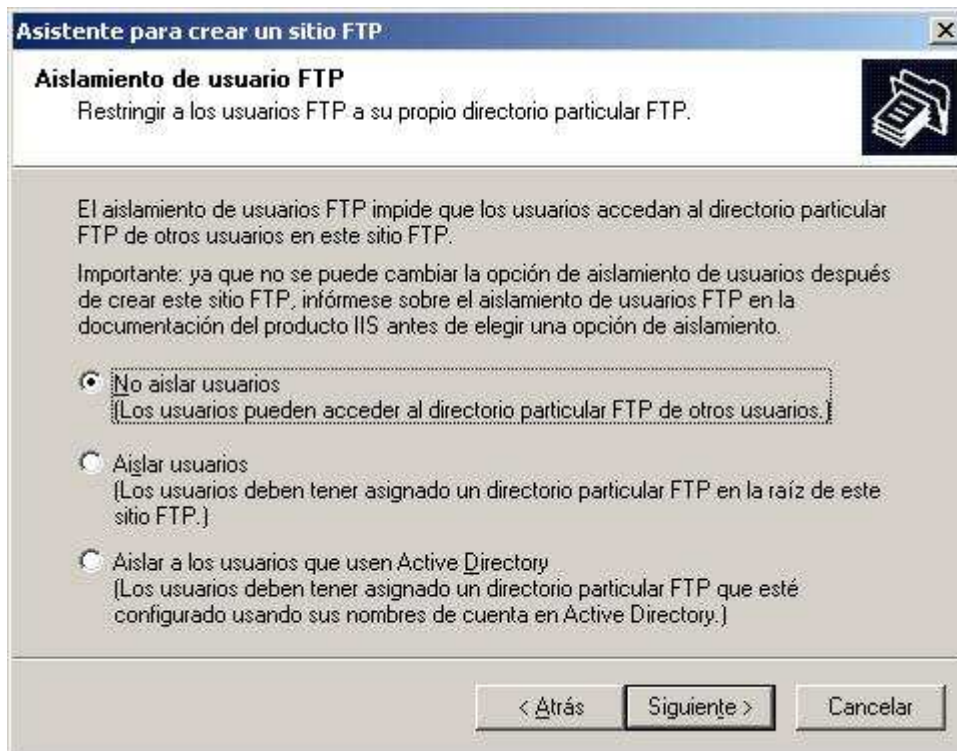 Asistente para crear un sitio FTP
Aislamiento de usuario FTP
Restringir a los usuarios FTP a su propio directorio particular FTP.
El aislamiento de usuarios FTP impide que los usuarios accedan al directorio particular
FTP de otros usuarios en este sitio FTP.
Importante: ya que no se puede cambiar la opción de aislamiento de usuarios después
de crear este sitio FTP, infórmese sobre el aislamiento de usuarios FTP en la
documentación del producto IIS antes de elegir una opción de aislamiento.
No aislar usuarios
(Los usuarios pueden acceder al directorio particular FTP de otros usuarios.)
Aislar usuarios
(Los usuarios deben tener asignado un directorio particular FTP en la raíz de este
sitio FTP.)
Aislar a los usuarios que usen Active Directory
(Los usuarios deben tener asignado un directorio particular FTP que esté
configurado usando sus nombres de cuenta en Active Directory.)
< Atrás Siguiente > Cancelar